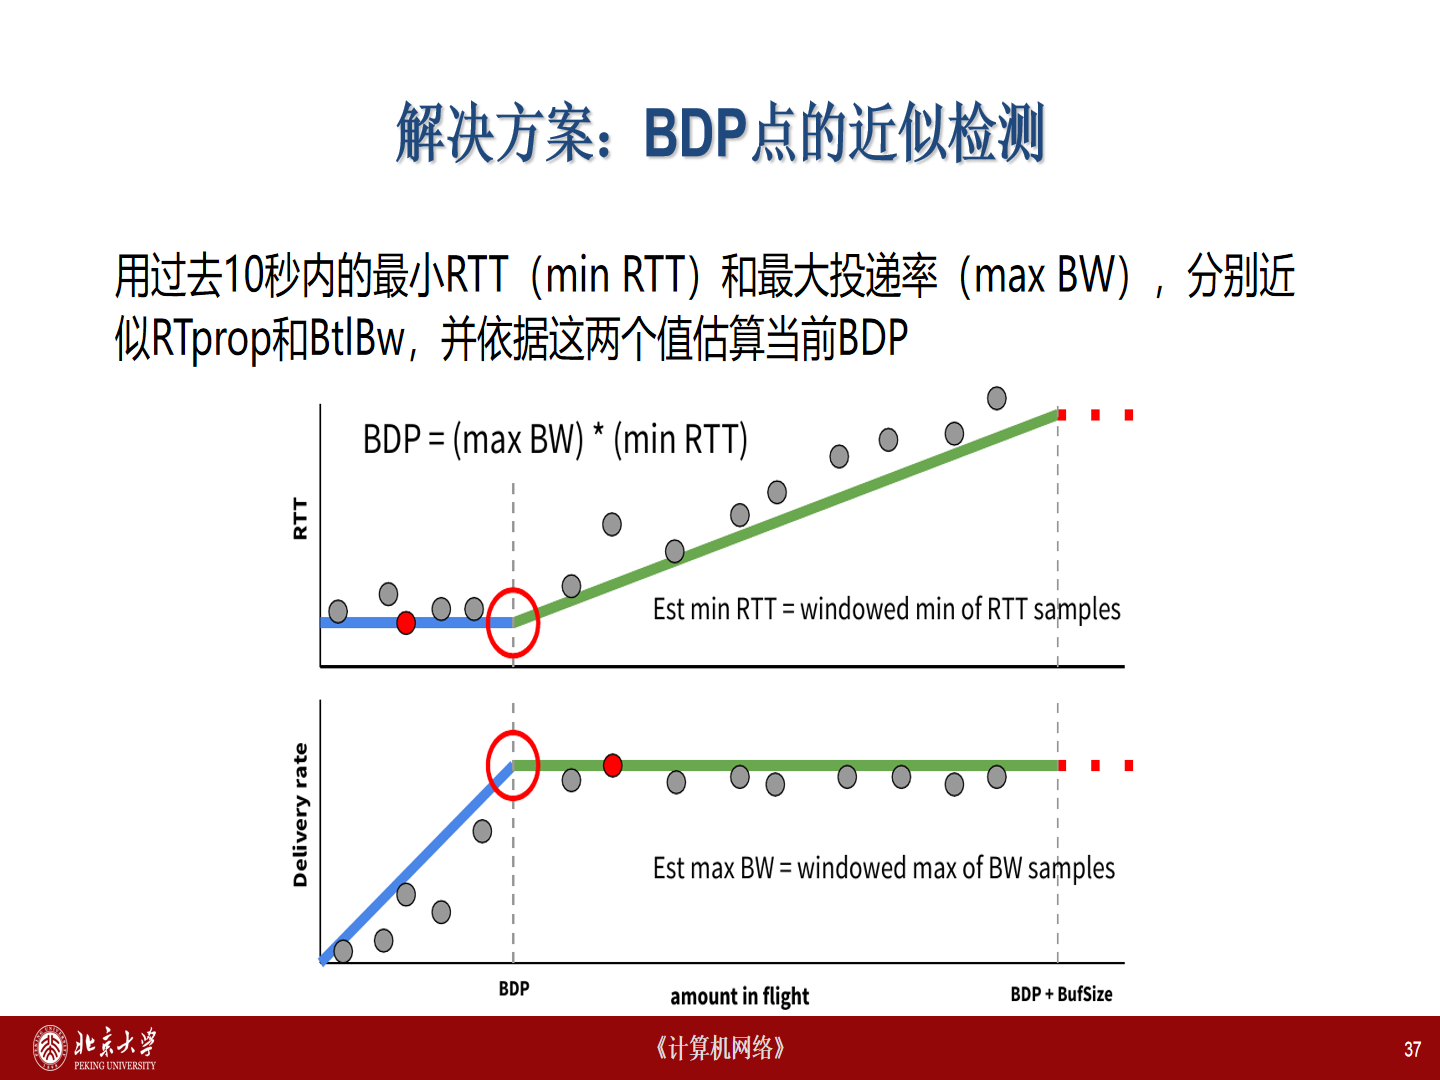 解决方案：BDP点的近似检测
用过去10秒内的最小RTT（min RTT）和最大投递率（max BW），分别近
似RTprop和BtlBw，并依据这两个值估算当前BDP
BDP = (max BW) * (min RTT)
RTT
Est min RTT = windowed min of RTT samples
Delivery rate
Est max BW = windowed max of BW samples
BDP
amount in flight
BDP + BufSize
北京大学
PEKING UNIVERSITY
《计算机网络》
37